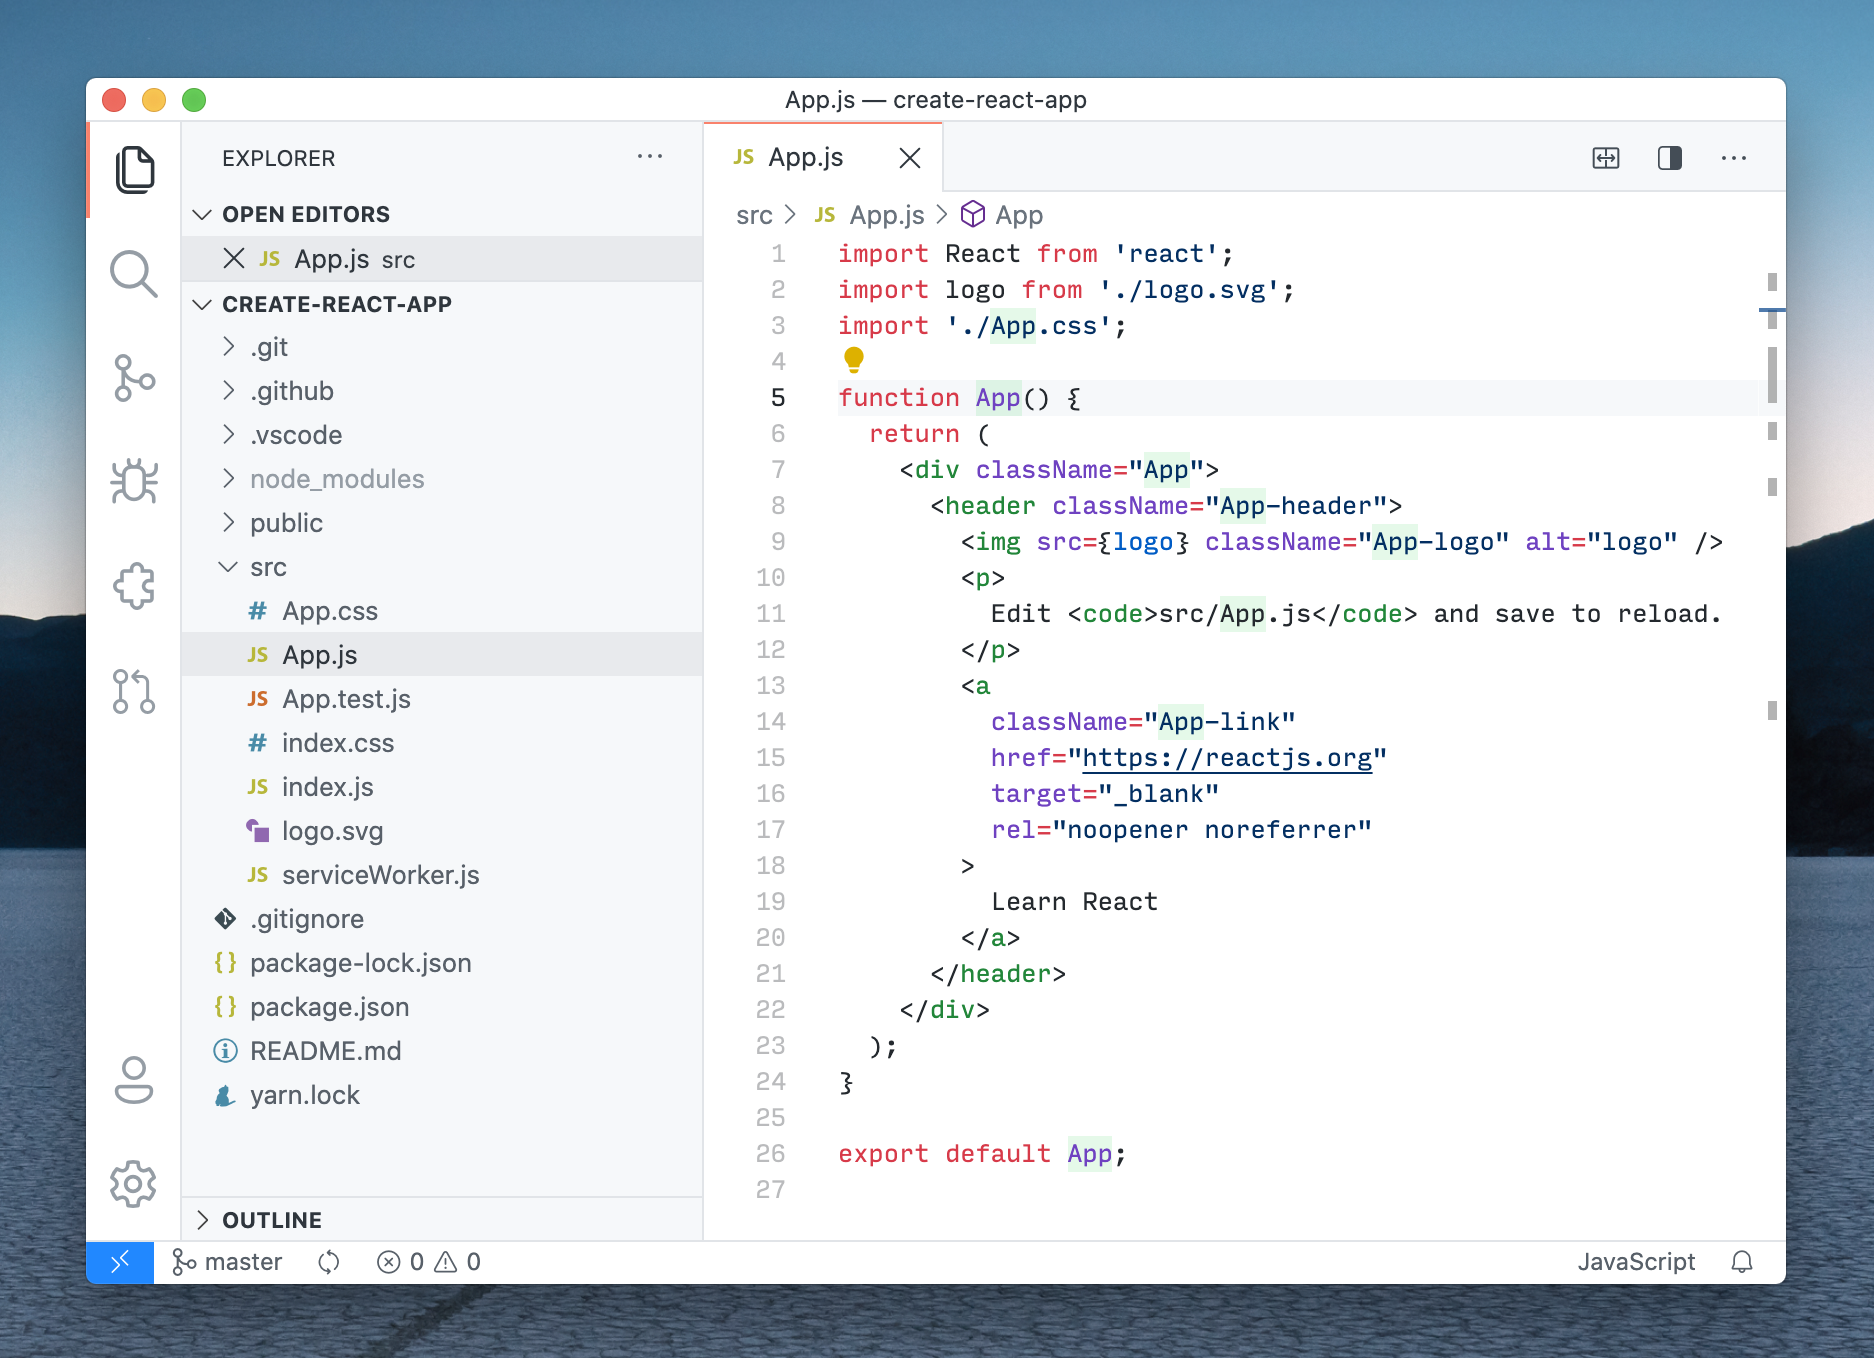 App.js — create-react-app
EXPLORER
OPEN EDITORS
JS App.js src
CREATE-REACT-APP
.git
.github
.vscode
node_modules
public
src
# App.css
JS App.js
JS App.test.js
# index.css
JS index.js
logo.svg
JS serviceWorker.js
.gitignore
{} package-lock.json
{} package.json
README.md
yarn.lock
OUTLINE
JS App.js
src > JS App.js > App
1 import React from 'react';
2 import logo from './logo.svg';
3 import './App.css';
4
5 function App() {
6   return (
7     <div className="App">
8       <header className="App-header">
9         <img src={logo} className="App-logo" alt="logo" />
10         <p>
11           Edit <code>src/App.js</code> and save to reload.
12         </p>
13         <a
14           className="App-link"
15           href="https://reactjs.org"
16           target="_blank"
17           rel="noopener noreferrer"
18         >
19           Learn React
20         </a>
21       </header>
22     </div>
23   );
24 }
25
26 export default App;
27
master 0 0 JavaScript